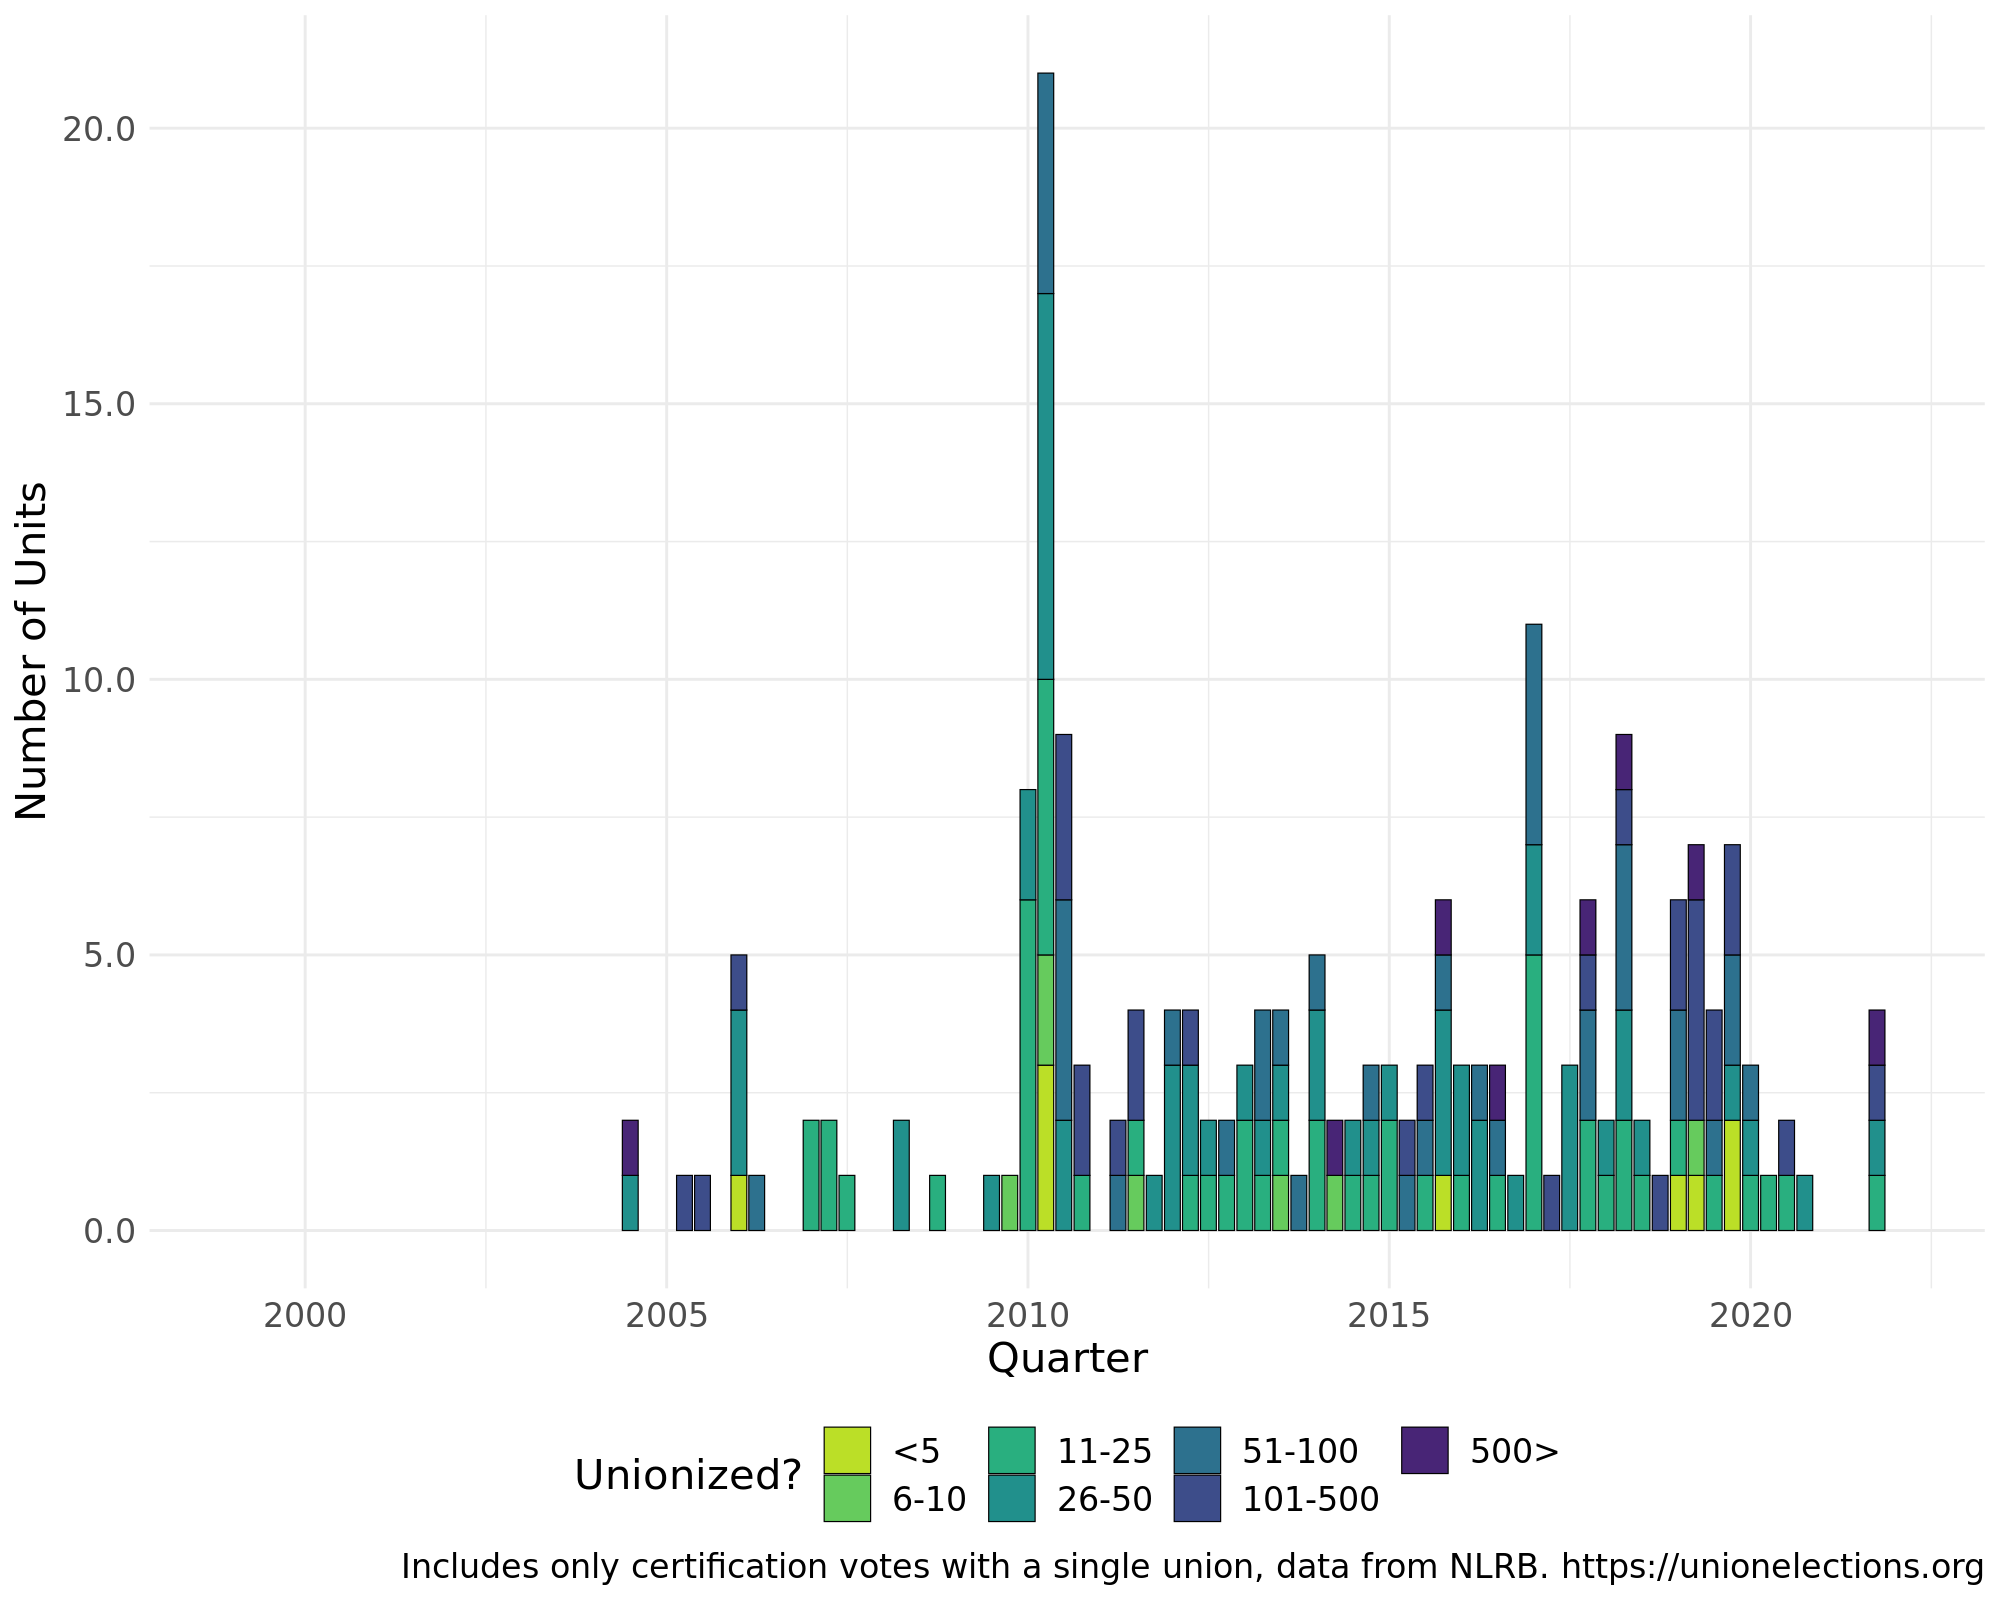 Number of Units
20.0
15.0
10.0
5.0
0.0
2000 2005 2010 2015 2020
Quarter
Unionized?
<5 11-25 51-100 500>
6-10 26-50 101-500
Includes only certification votes with a single union, data from NLRB. https://unionelections.org